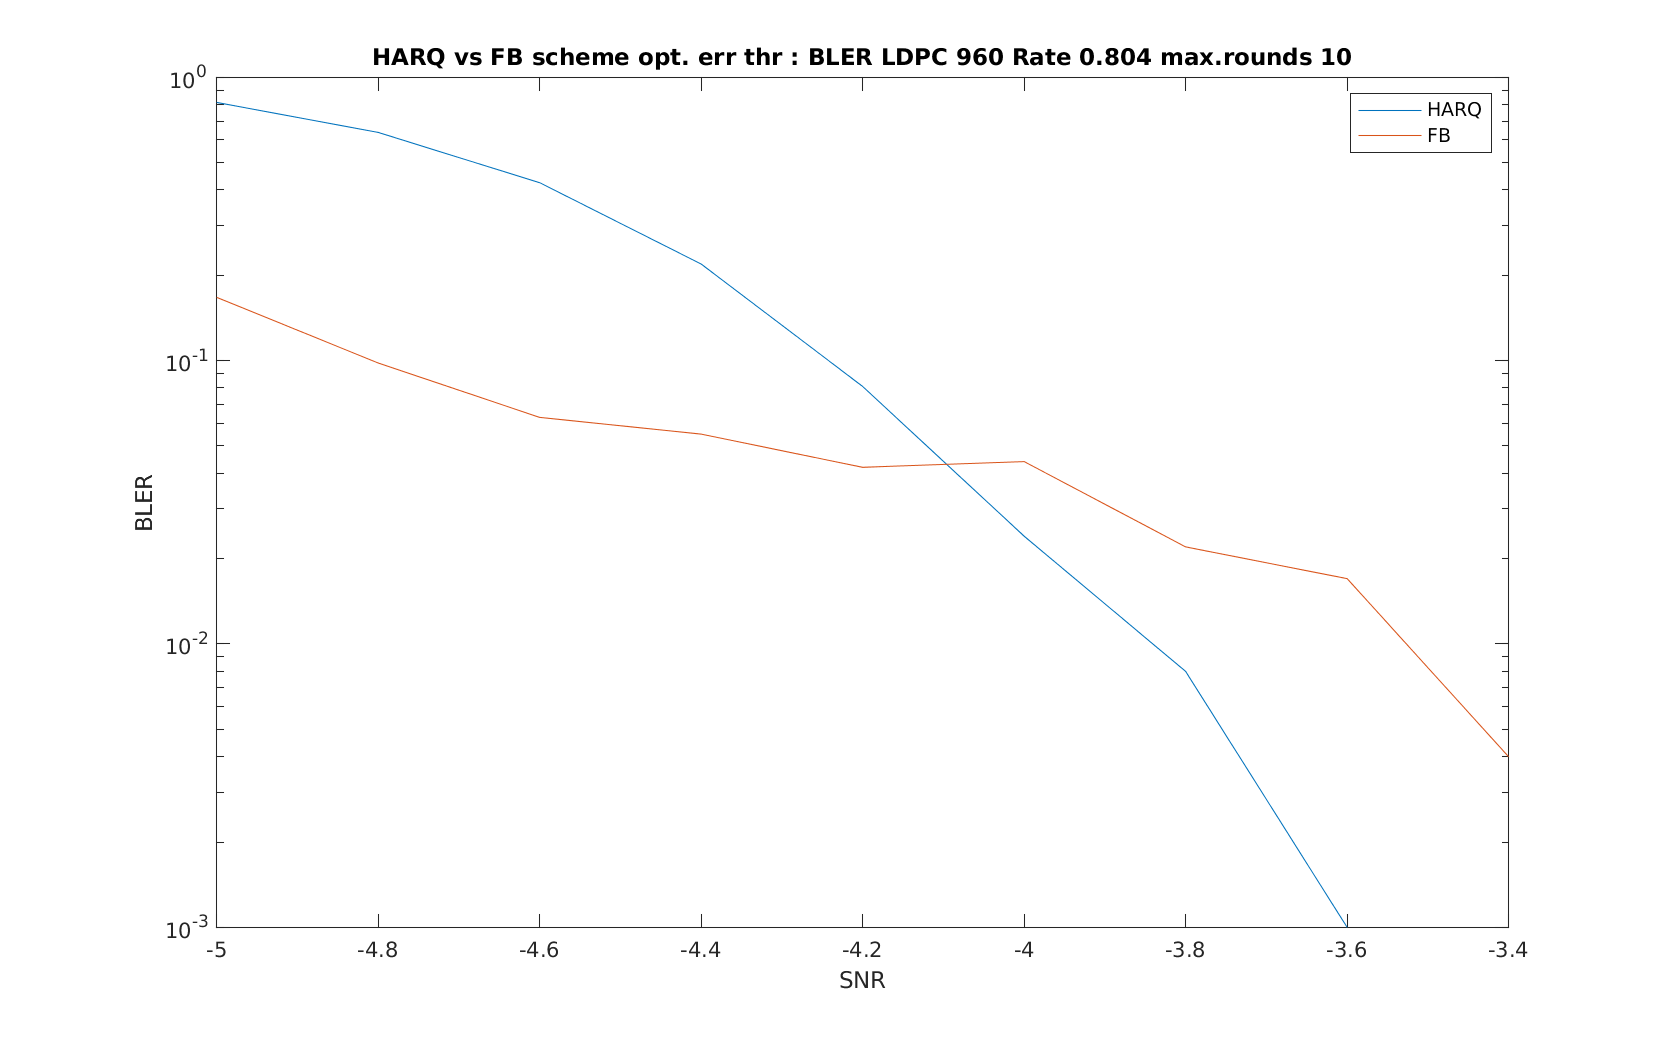 HARQ vs FB scheme opt. err thr : BLER LDPC 960 Rate 0.804 max.rounds 10
HARQ
FB
10^0
10^-1
10^-2
10^-3
BLER
-5 -4.8 -4.6 -4.4 -4.2 -4 -3.8 -3.6 -3.4
SNR